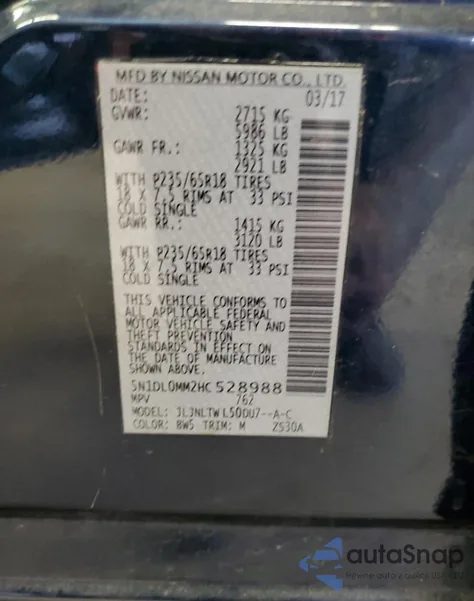 MFD BY NISSAN MOTOR CO., LTD.
DATE: 03/17
GVWR: 2715 KG
5986 LB
GAWR FR.: 1325 KG
2921 LB
WITH P235/65R18 TIRES
18 X 7.5 RIMS AT 33 PSI
COLD SINGLE
GAWR RR.: 1415 KG
3120 LB
WITH P235/65R18 TIRES
18 X 7.5 RIMS AT 33 PSI
COLD SINGLE
THIS VEHICLE CONFORMS TO
ALL APPLICABLE FEDERAL
MOTOR VEHICLE SAFETY AND
THEFT PREVENTION
STANDARDS IN EFFECT ON
THE DATE OF MANUFACTURE
SHOWN ABOVE.
5N1DL0MM2HC528988
MPV 762
MODEL: JLJNLTWL50DU7--A-C
COLOR: BW5 TRIM: M ZS30A
autoSnap